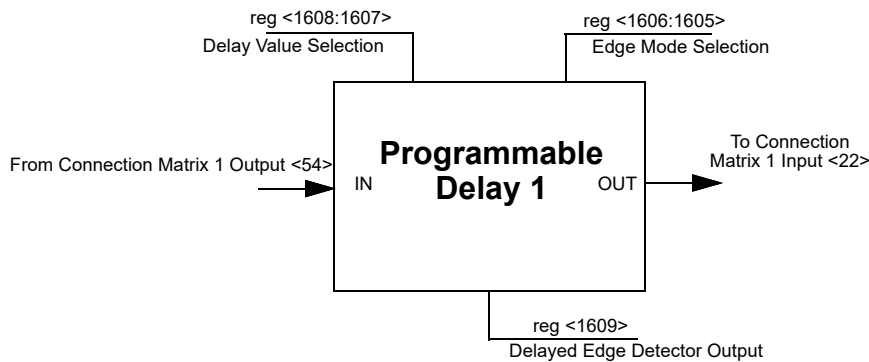 reg <1608:1607>
Delay Value Selection
reg <1606:1605>
Edge Mode Selection
From Connection Matrix 1 Output <54>
IN
Programmable
Delay 1
OUT
To Connection
Matrix 1 Input <22>
reg <1609>
Delayed Edge Detector Output